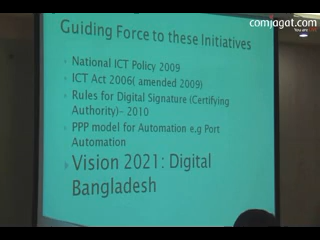 comjagat.com
Guiding Force to these Initiatives
National ICT Policy 2009
ICT Act 2006( amended 2009)
Rules for Digital Signature (Certifying
Authority)- 2010
PPP model for Automation e.g Port
Automation
Vision 2021: Digital
Bangladesh